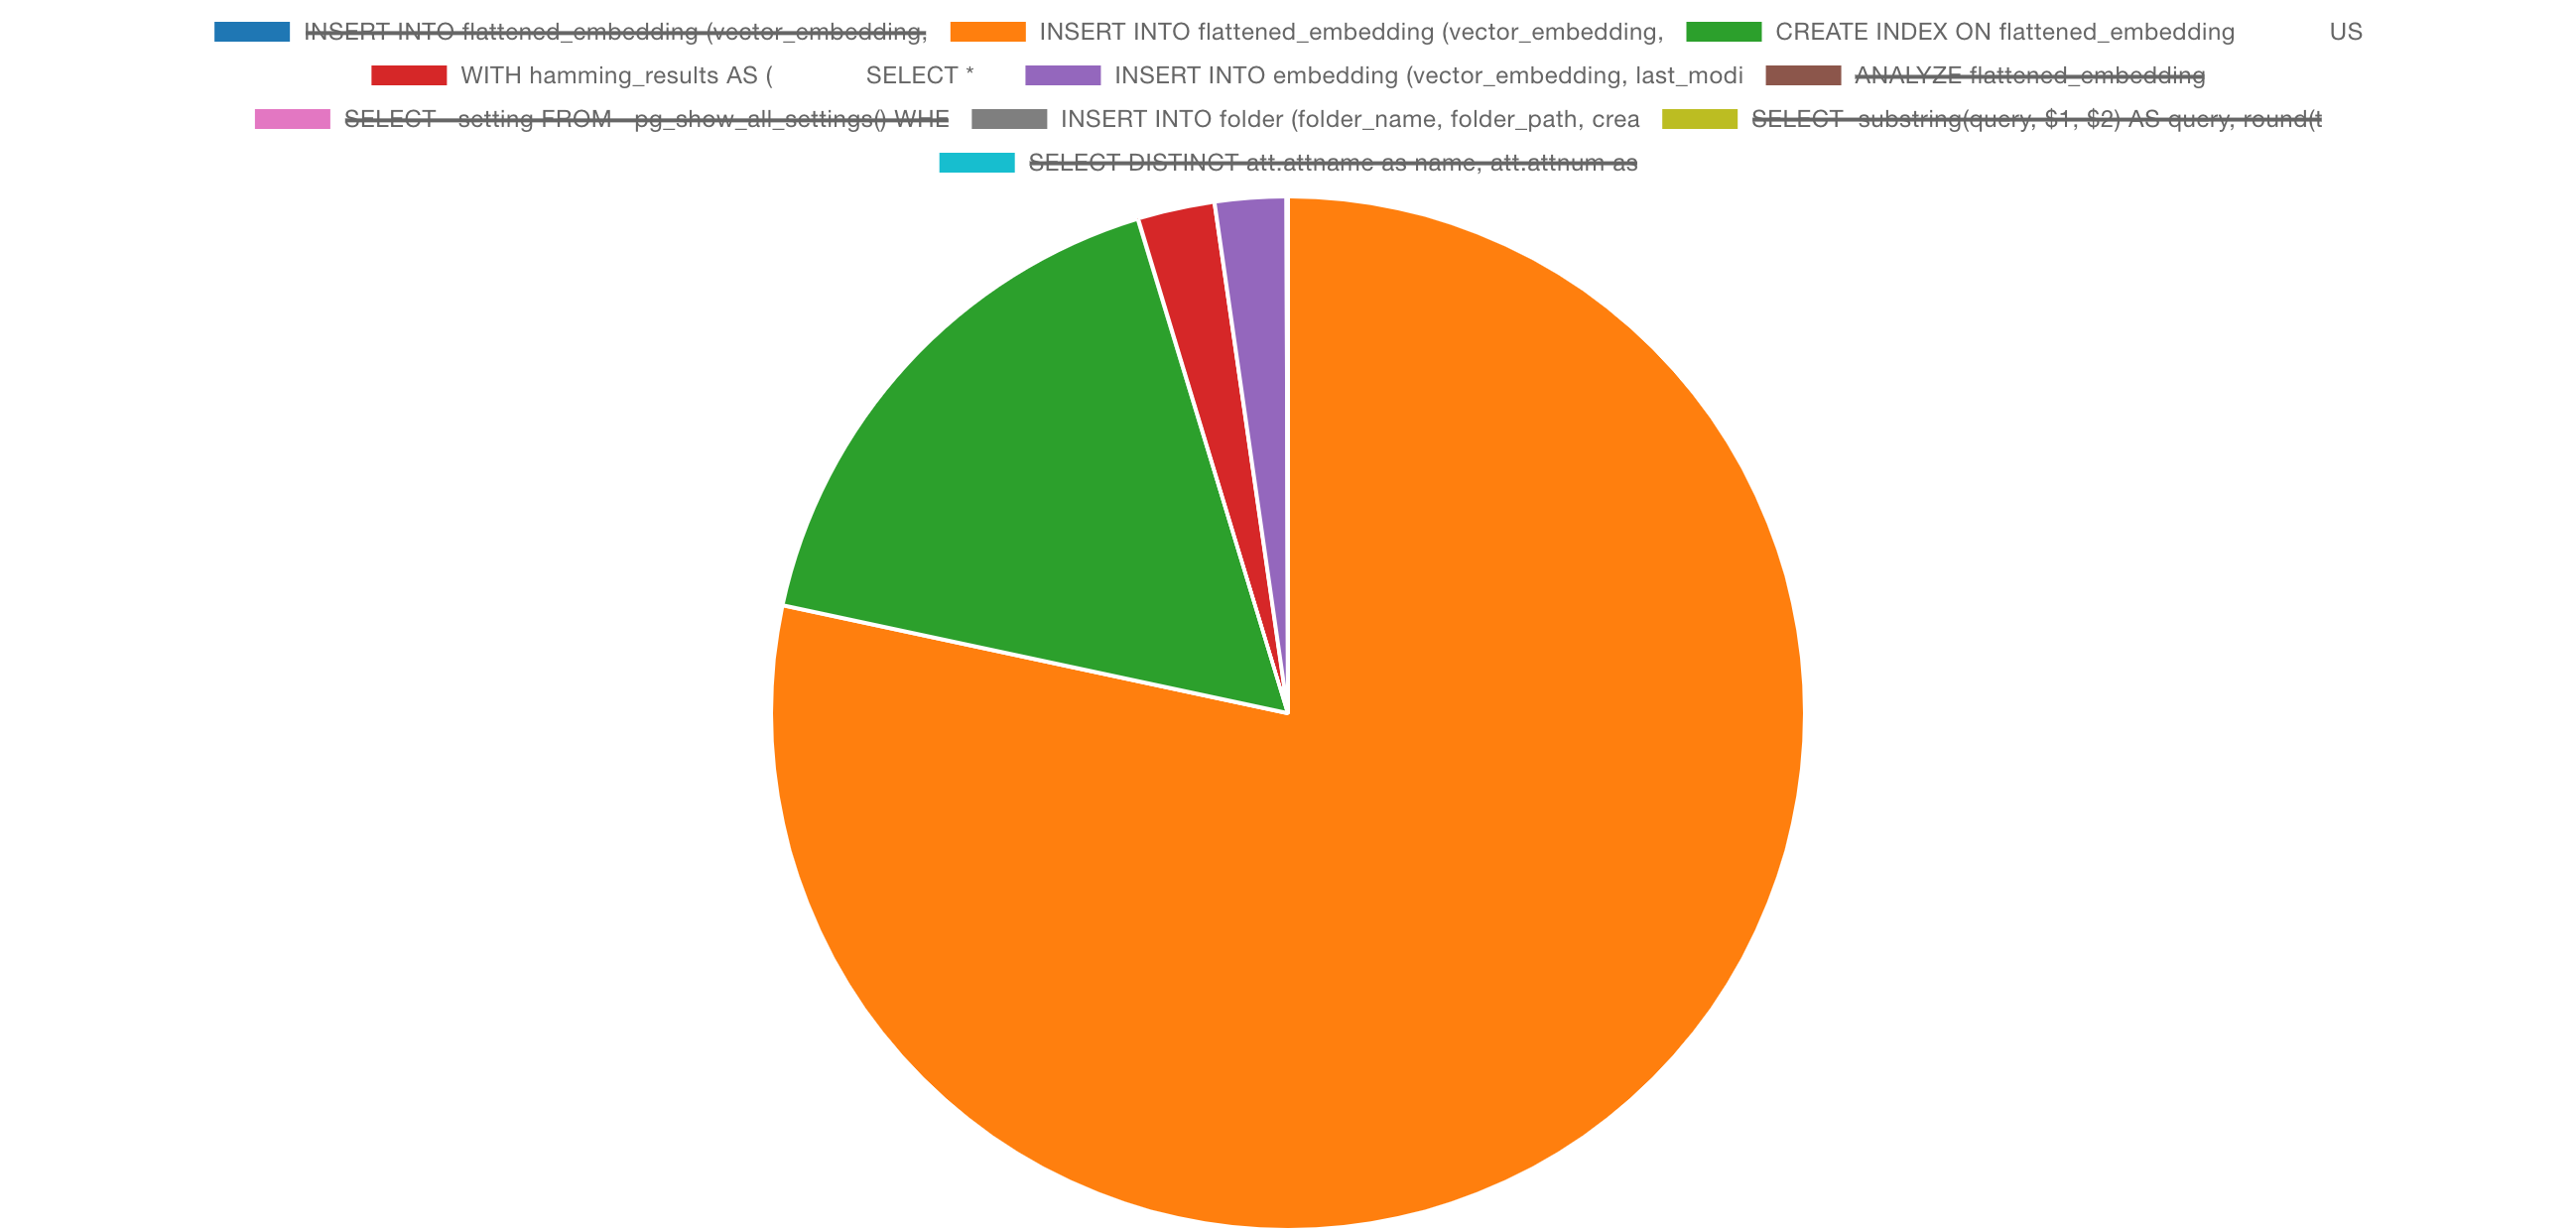 INSERT INTO flattened_embedding (vector_embedding, INSERT INTO flattened_embedding (vector_embedding, CREATE INDEX ON flattened_embedding US
WITH hamming_results AS ( SELECT * INSERT INTO embedding (vector_embedding, last_modi ANALYZE flattened_embedding
SELECT setting FROM pg_show_all_settings() WHE INSERT INTO folder (folder_name, folder_path, crea SELECT substring(query, $1, $2) AS query, round(t
SELECT DISTINCT att.attname as name, att.attnum as